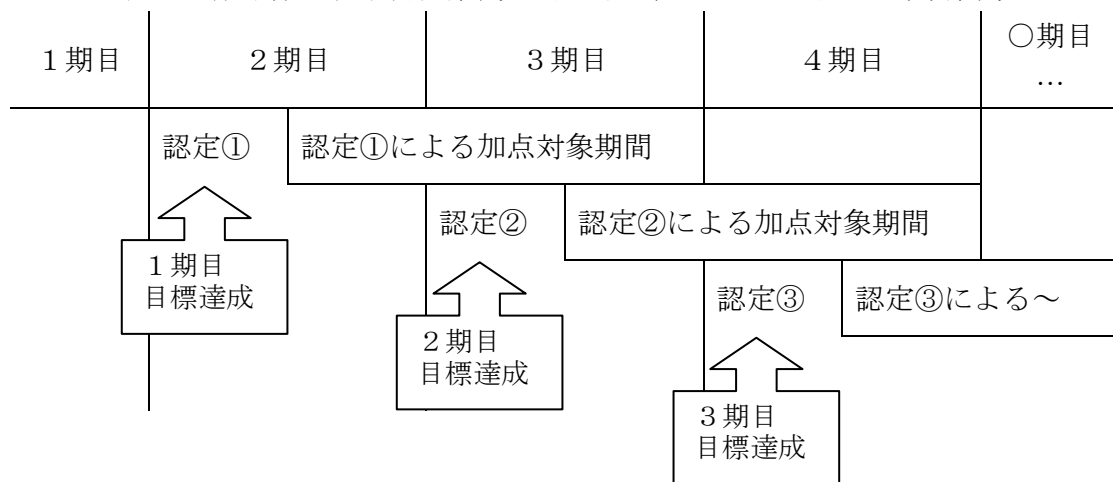 １期目
２期目
３期目
４期目
○期目
…
認定①
認定①による加点対象期間
認定②
認定②による加点対象期間
１期目
目標達成
認定③
認定③による～
２期目
目標達成
３期目
目標達成